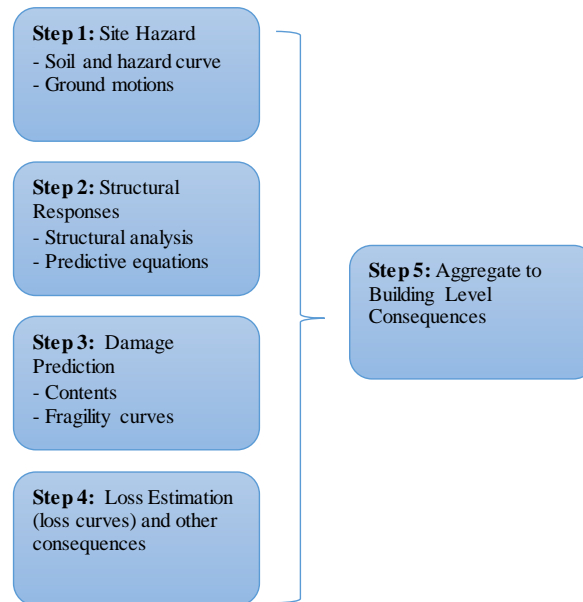 Step 1: Site Hazard
- Soil and hazard curve
- Ground motions
Step 2: Structural
Responses
- Structural analysis
- Predictive equations
Step 3: Damage
Prediction
- Contents
- Fragility curves
Step 4: Loss Estimation
(loss curves) and other
consequences
Step 5: Aggregate to
Building Level
Consequences